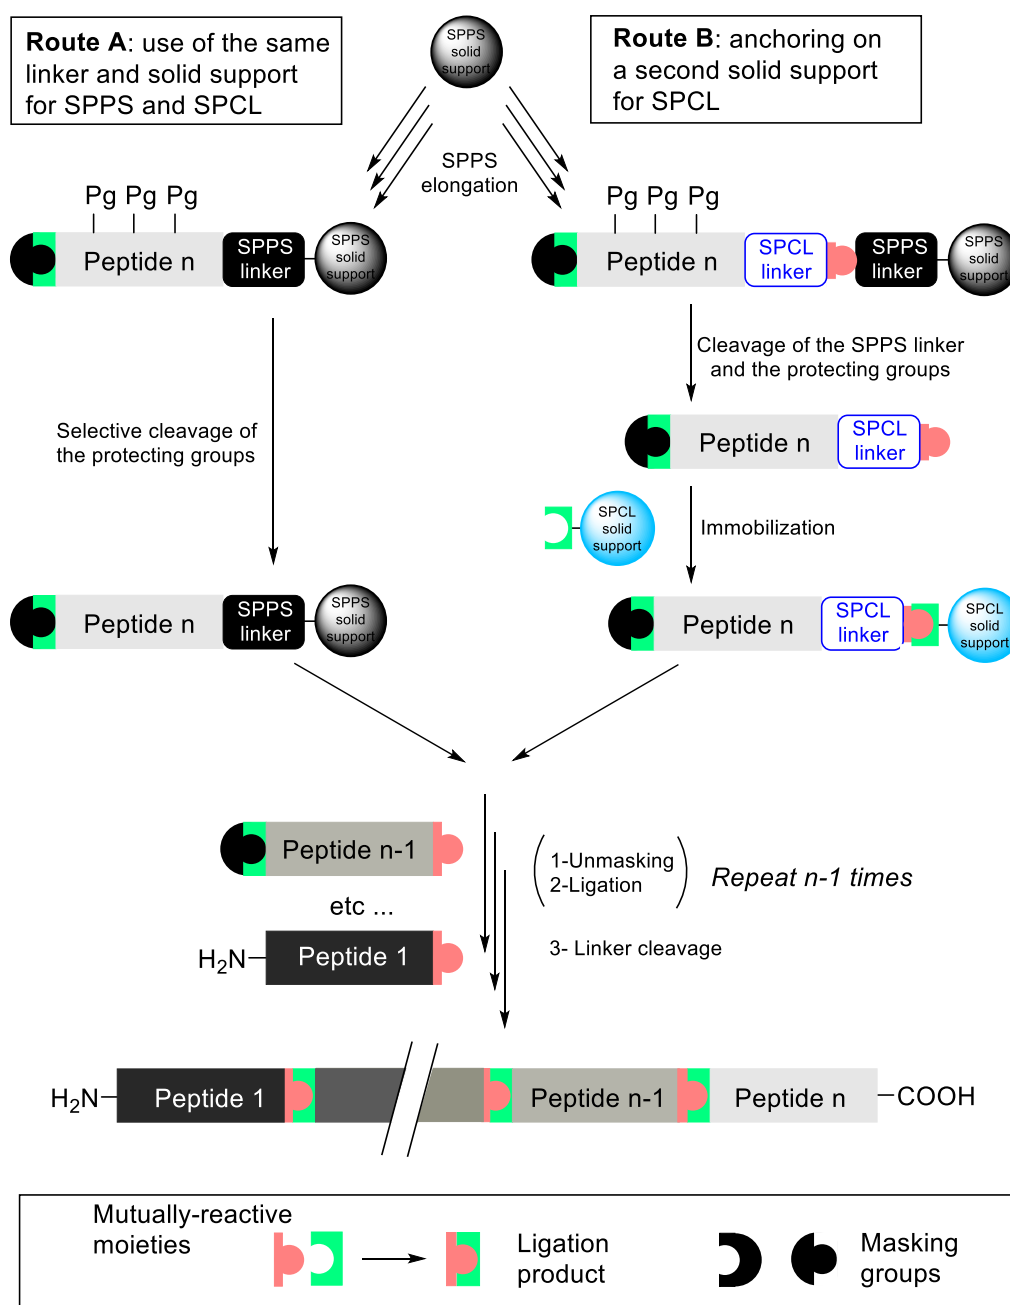 Route A: use of the same
linker and solid support
for SPPS and SPCL
SPPS
solid
support
Route B: anchoring on
a second solid support
for SPCL
SPPS
elongation
Pg Pg Pg
Peptide n
SPPS
linker
SPPS
solid
support
Pg Pg Pg
Peptide n
SPCL
linker
SPPS
linker
SPPS
solid
support
Cleavage of the SPPS linker
and the protecting groups
Selective cleavage of
the protecting groups
Peptide n
SPCL
linker
SPCL
solid
support
Immobilization
Peptide n
SPPS
linker
SPPS
solid
support
Peptide n
SPCL
linker
SPCL
solid
support
Peptide n-1
etc ...
H2N
Peptide 1
1-Unmasking
2-Ligation
Repeat n-1 times
3- Linker cleavage
H2N
Peptide 1
Peptide n-1
Peptide n
COOH
Mutually-reactive
moieties
Ligation
product
Masking
groups